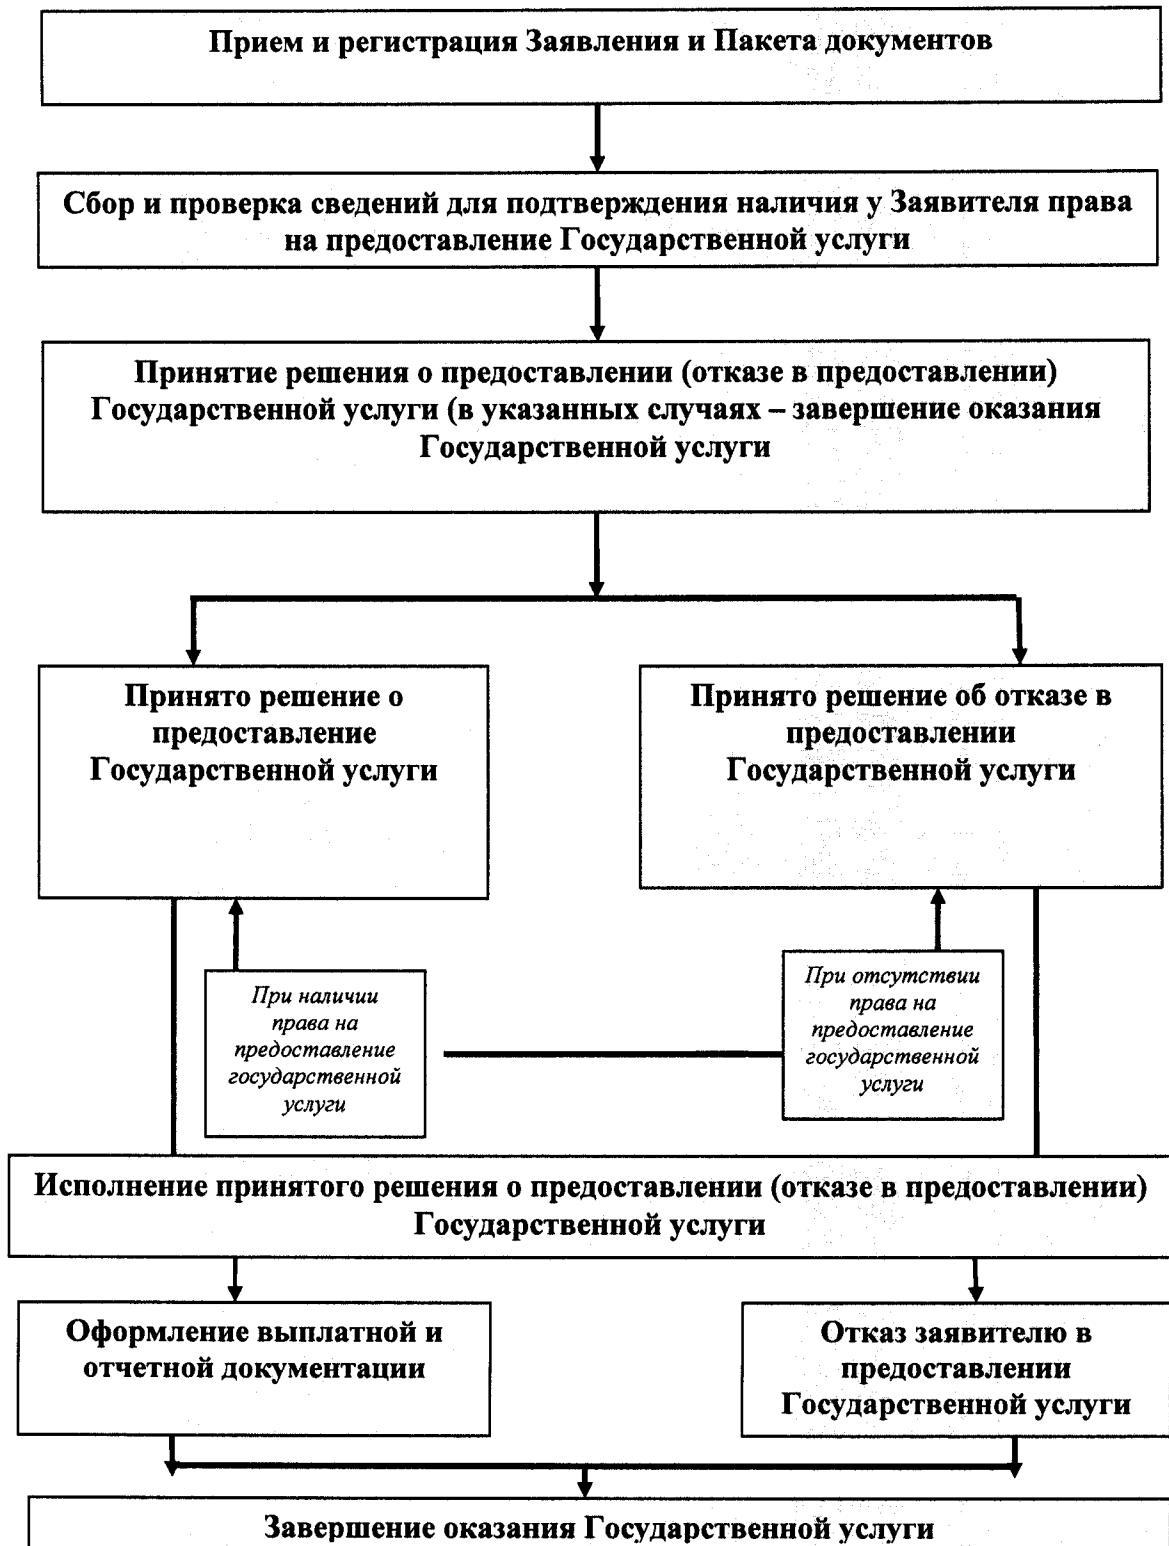 Прием и регистрация Заявления и Пакета документов
Сбор и проверка сведений для подтверждения наличия у Заявителя права
на предоставление Государственной услуги
Принятие решения о предоставлении (отказе в предоставлении)
Государственной услуги (в указанных случаях – завершение оказания
Государственной услуги
Принято решение о
предоставление
Государственной услуги
Принято решение об отказе в
предоставлении
Государственной услуги
При наличии
права на
предоставление
государственной
услуги
При отсутствии
права на
предоставление
государственной
услуги
Исполнение принятого решения о предоставлении (отказе в предоставлении)
Государственной услуги
Оформление выплатной и
отчетной документации
Отказ заявителю в
предоставлении
Государственной услуги
Завершение оказания Государственной услуги